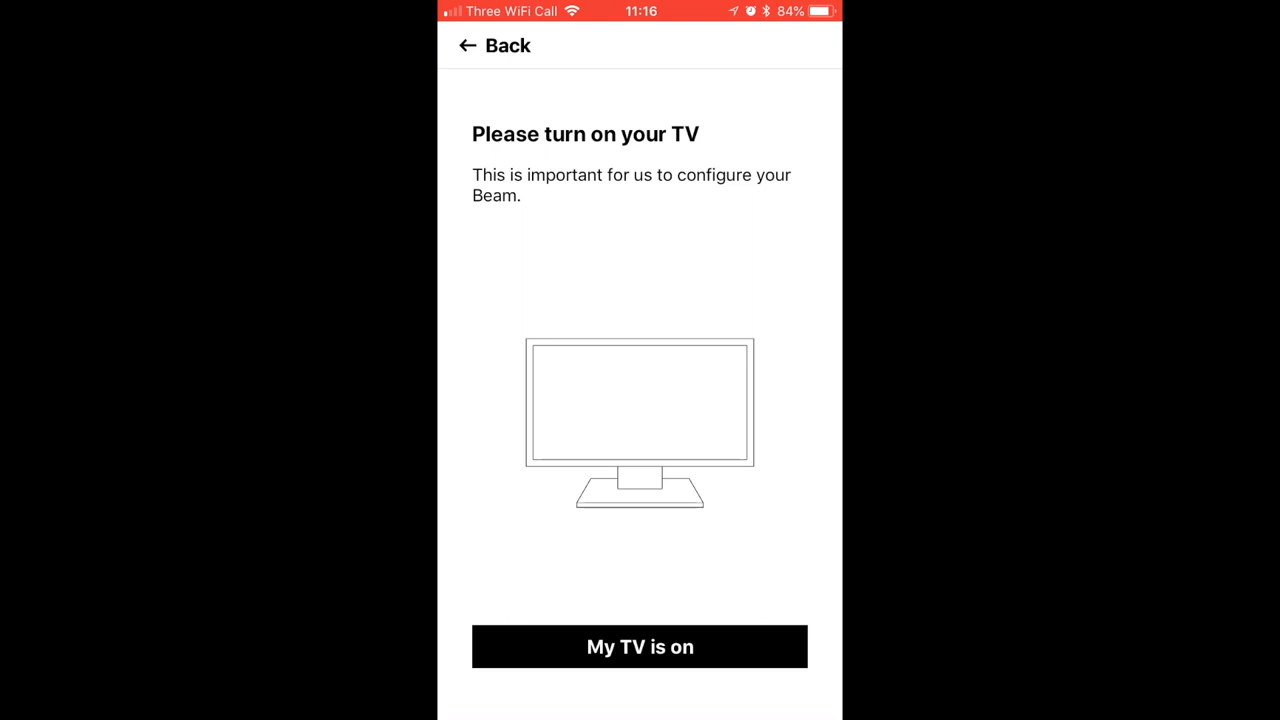 Three WiFi Call 11:16 84%
Back
Please turn on your TV
This is important for us to configure your
Beam.
My TV is on